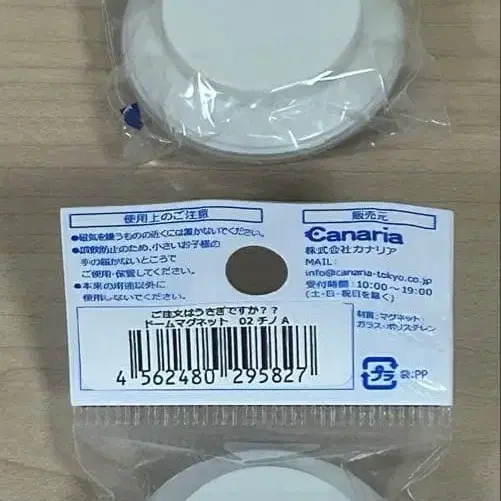 使用上のご注意
●磁気を嫌うものの近くには置かないでください。
●誤飲防止のため、小さいお子様の
手の届かないところで
ご使用・保管してください。
●本来の用途以外に
使用しないでください。
販売元
Canaria
株式会社カナリア
MAIL:
info@canaria-tokyo.co.jp
受付時間:10:00～19:00
(土・日・祝日を除く)
材質:マグネット・
ガラス・ポリスチレン
ご注文はうさぎですか??
ドームマグネット 02 チノ A
4 562480 295827
プラ 袋:PP